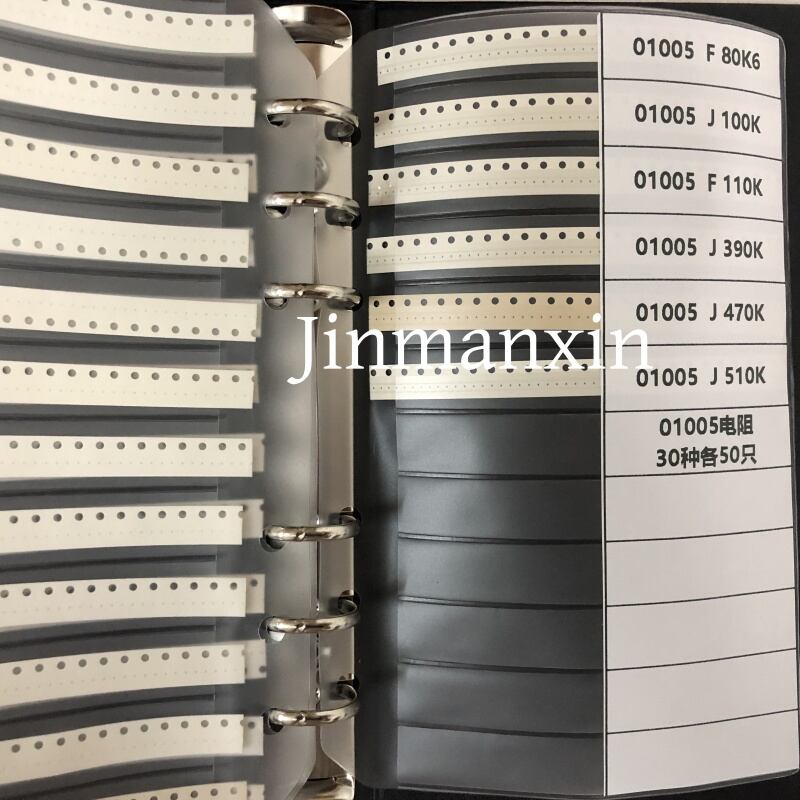 01005 F 80K6
01005 J 100K
01005 F 110K
01005 J 390K
01005 J 470K
Jinmanxin
01005 J 510K
01005电阻
30种各50只